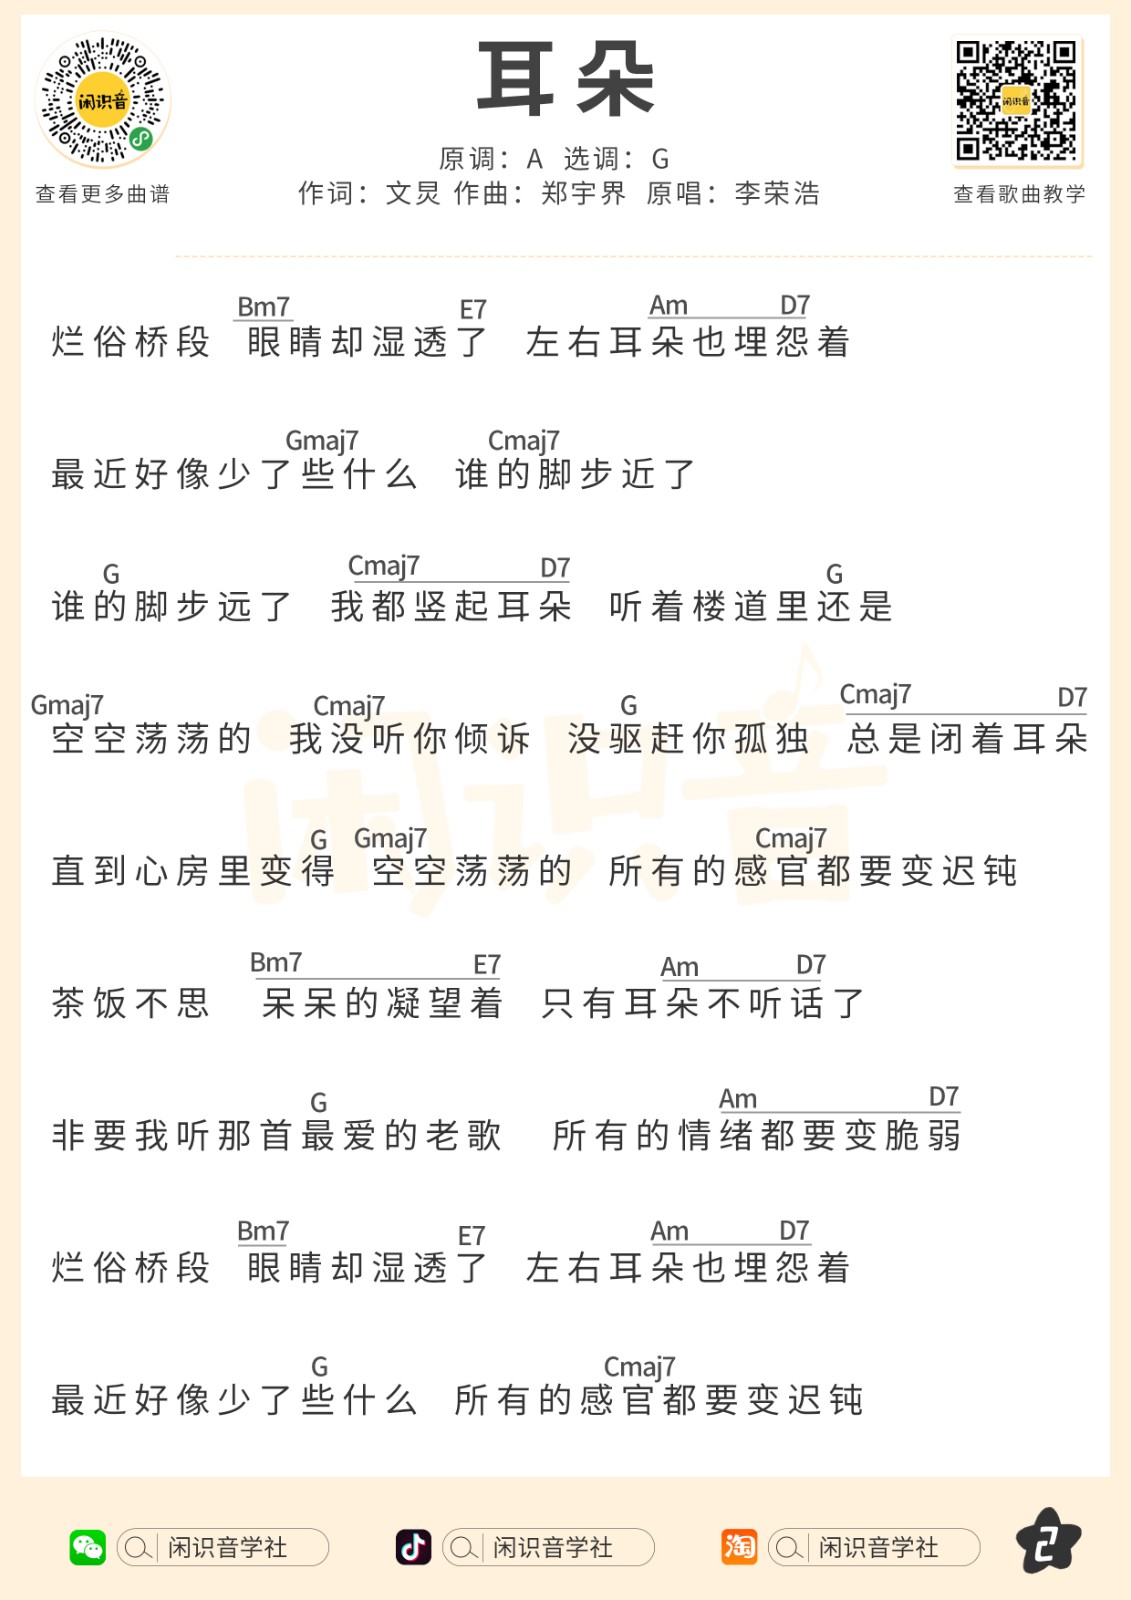 耳朵
原调：A 选调：G
作词：文炅 作曲：郑宇界 原唱：李荣浩
闲识音
查看更多曲谱
闲识音
查看歌曲教学
Bm7 E7 Am D7
烂俗桥段 眼睛却湿透了 左右耳朵也埋怨着
Gmaj7 Cmaj7
最近好像少了些什么 谁的脚步近了
G Cmaj7 D7 G
谁的脚步远了 我都竖起耳朵 听着楼道里还是
Gmaj7 Cmaj7 G Cmaj7 D7
空空荡荡的 我没听你倾诉 没驱赶你孤独 总是闭着耳朵
G Gmaj7 Cmaj7
直到心房里变得 空空荡荡的 所有的感官都要变迟钝
Bm7 E7 Am D7
茶饭不思 呆呆的凝望着 只有耳朵不听话了
G Am D7
非要我听那首最爱的老歌 所有的情绪都要变脆弱
Bm7 E7 Am D7
烂俗桥段 眼睛却湿透了 左右耳朵也埋怨着
G Cmaj7
最近好像少了些什么 所有的感官都要变迟钝
闲识音
闲识音学社 闲识音学社 淘 闲识音学社 2